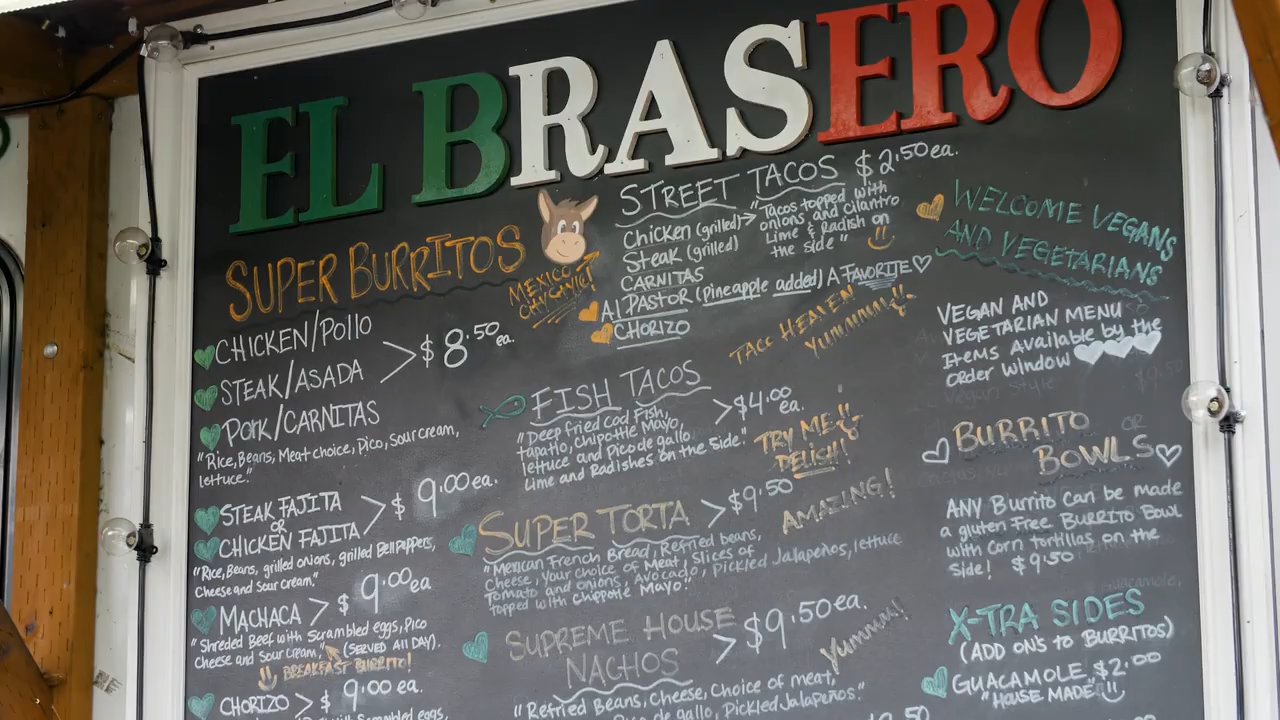 EL BRASERO
SUPER BURRITOS
MEXICO
CHICKEN/POLLO
STEAK/ASADA
> $8.50 ea.
PORK/CARNITAS
"Rice, Beans, Meat choice, Pico, Sour cream,
lettuce."
STEAK FAJITA
OR
CHICKEN FAJITA
> $9.00 ea.
"Rice, Beans, grilled onions, grilled Bell peppers,
Cheese and Sour cream."
MACHACA > $9.00 ea
"Shreded Beef with Scrambled eggs, Pico
Cheese and Sour cream." (SERVED All DAY).
BREAKFAST BURRITO!
CHORIZO > $9.00 ea.
eggs,
STREET TACOS $2.50 ea.
Chicken (grilled) →
Steak (grilled)
"Tacos topped with
onions and cilantro
Lime & Radish on
the side"
CARNITAS
Al PASTOR (pineapple added) A FAVORITE
CHORIZO
TACO HEAVEN
Yummmy!
FISH TACOS
> $4.00 ea.
"Deep fried cod Fish,
tapatio, chipotle Mayo,
lettuce and Pico de gallo
Lime and Radishes on the Side."
TRY ME
DELISH!
SUPER TORTA > $9.50
AMAZING!
"Mexican French Bread, Refried beans,
Cheese, Your choice of Meat, Slices of
Tomato and onions, Avocado, Pickled Jalapeños, lettuce
topped with Chippotle Mayo."
SUPREME HOUSE
NACHOS
> $9.50 ea.
Yummy!!
"Refried Beans, Cheese, Choice of meat,
Pico de gallo, Pickled Jalapeños."
.50
WELCOME VEGANS
AND VEGETARIANS
VEGAN AND
VEGETARIAN MENU
Items Available by the
Order Window
BURRITO
OR
BOWLS
ANY Burrito can be made
a gluten Free BURRITO Bowl
with corn tortillas on the
Side! $9.50
X-TRA SIDES
(ADD ON'S TO BURRITOS)
GUACAMOLE $2.00
"HOUSE MADE"